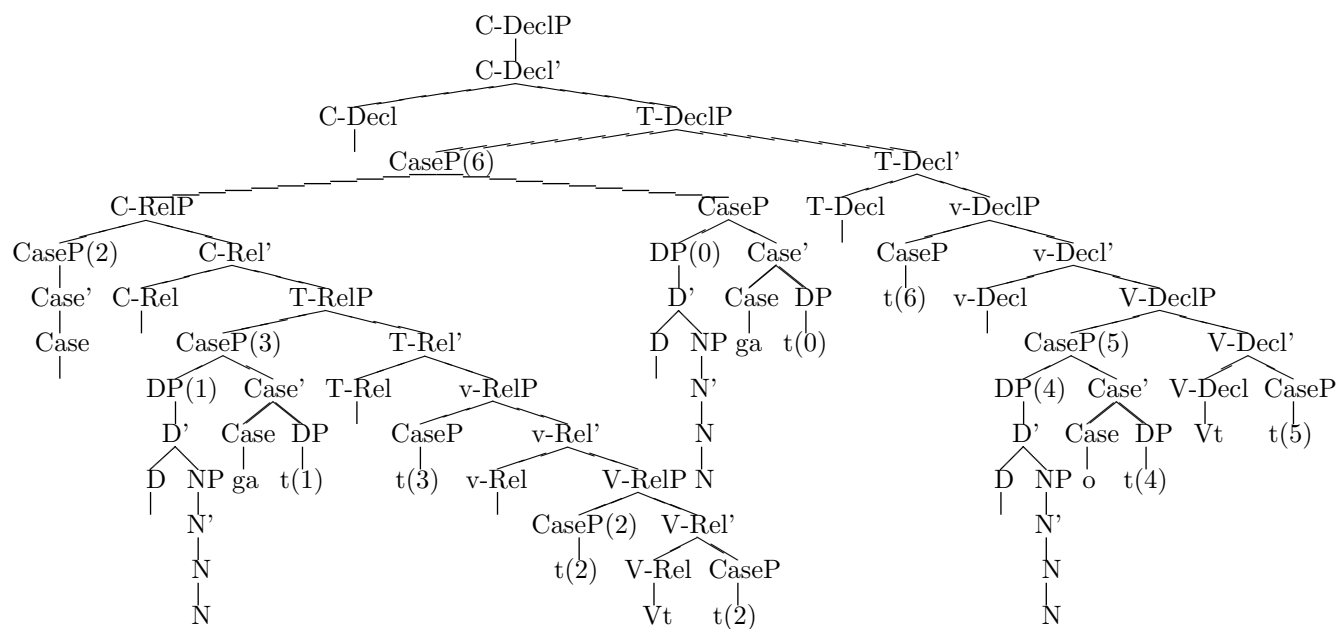 C-DeclP
C-Decl'
C-Decl T-DeclP
CaseP(6) T-Decl'
C-RelP CaseP T-Decl v-DeclP
CaseP(2) C-Rel' DP(0) Case' CaseP v-Decl'
Case' C-Rel T-RelP D' Case DP t(6) v-Decl V-DeclP
Case CaseP(3) T-Rel' D NP ga t(0) CaseP(5) V-Decl'
DP(1) Case' T-Rel v-RelP N' DP(4) Case' V-Decl CaseP
D' Case DP CaseP v-Rel' N D' Case DP Vt t(5)
D NP ga t(1) t(3) v-Rel V-RelP N D NP o t(4)
N' CaseP(2) V-Rel' N'
N t(2) V-Rel CaseP N
N Vt t(2) N